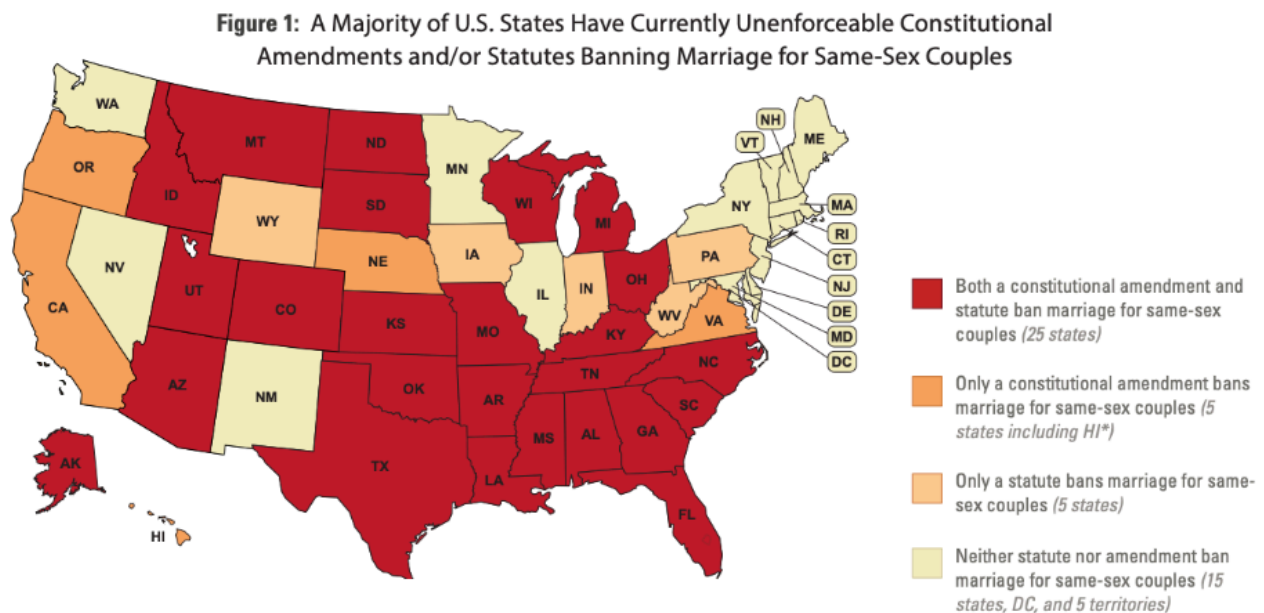 Figure 1: A Majority of U.S. States Have Currently Unenforceable Constitutional
Amendments and/or Statutes Banning Marriage for Same-Sex Couples
WA
OR
CA
NV
ID
MT
WY
UT
AZ
CO
NM
ND
SD
NE
KS
OK
TX
MN
IA
MO
AR
LA
WI
IL
MI
IN
OH
KY
TN
MS
AL
GA
FL
SC
NC
VA
WV
PA
NY
VT
NH
ME
MA
RI
CT
NJ
DE
MD
DC
AK
HI
Both a constitutional amendment and
statute ban marriage for same-sex
couples (25 states)
Only a constitutional amendment bans
marriage for same-sex couples (5
states including HI*)
Only a statute bans marriage for same-
sex couples (5 states)
Neither statute nor amendment ban
marriage for same-sex couples (15
states, DC, and 5 territories)